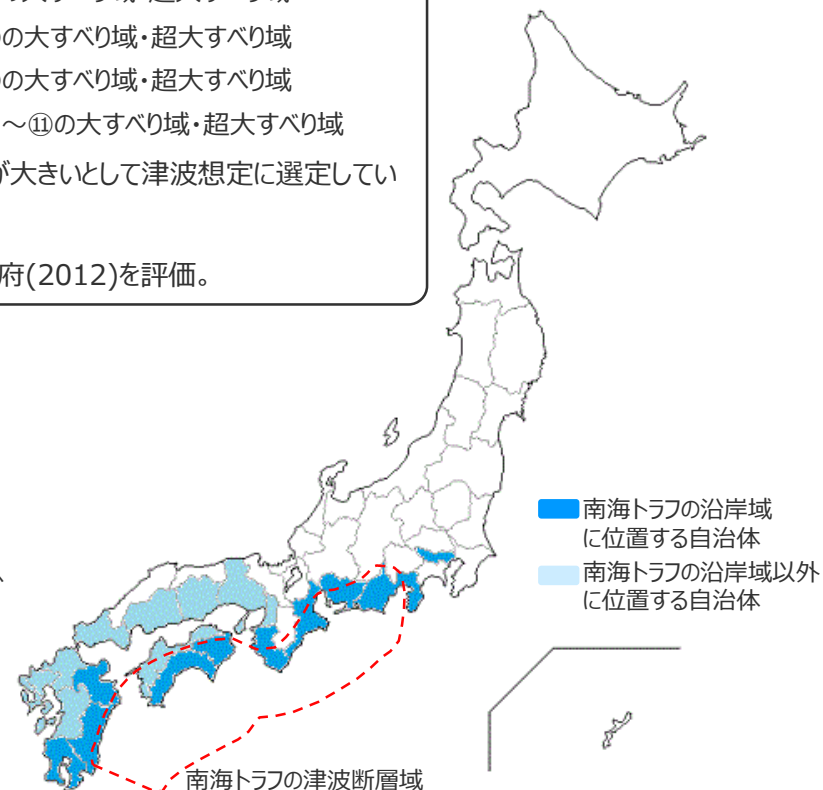 の大すべり域・超大すべり域
の大すべり域・超大すべり域
～⑪の大すべり域・超大すべり域
が大きいとして津波想定に選定してい
府(2012)を評価。
南海トラフの沿岸域
に位置する自治体
南海トラフの沿岸域以外
に位置する自治体
南海トラフの津波断層域